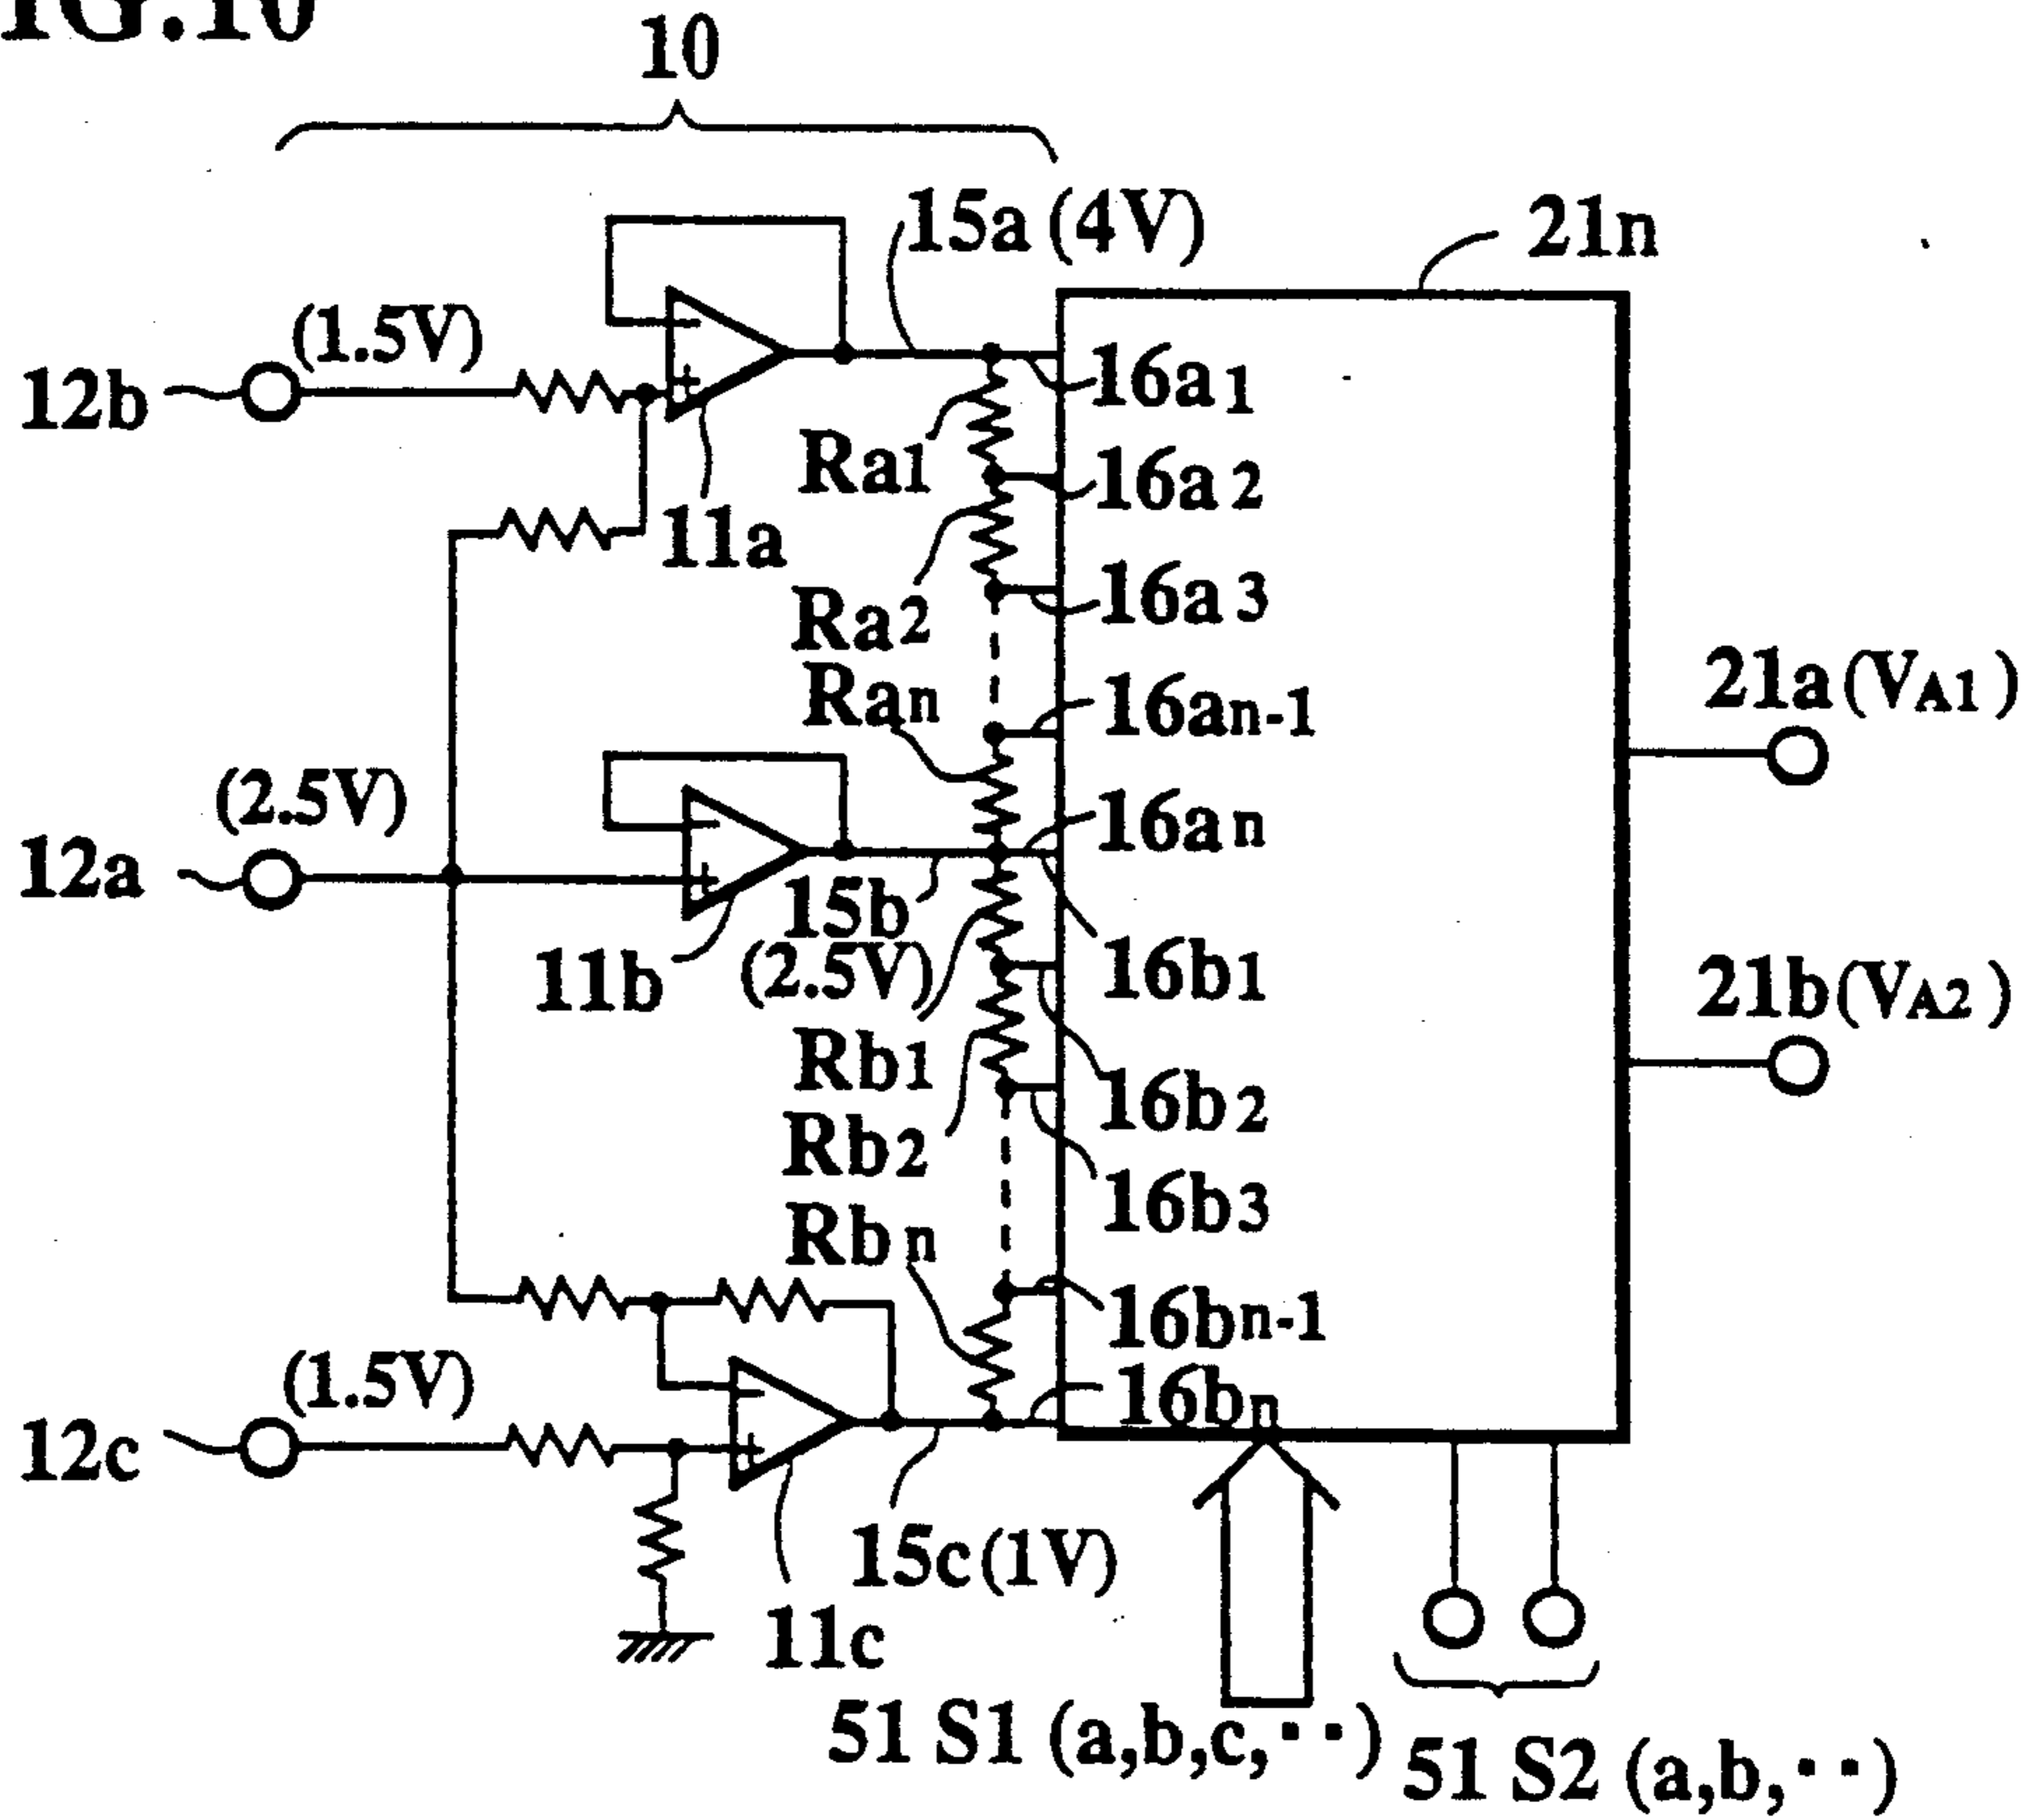 IG.10
10
15a (4V)
21n
(1.5V)
12b
16a1
Ra1
16a2
11a
16a3
Ra2
Ran
16an-1
21a (VA1)
(2.5V)
16an
12a
15b
(2.5V)
11b
16b1
21b (VA2)
Rb1
16b2
Rb2
16b3
Rbn
16bn-1
(1.5V)
16bn
12c
15c (1V)
11c
51 S1 (a,b,c,··)
51 S2 (a,b,··)